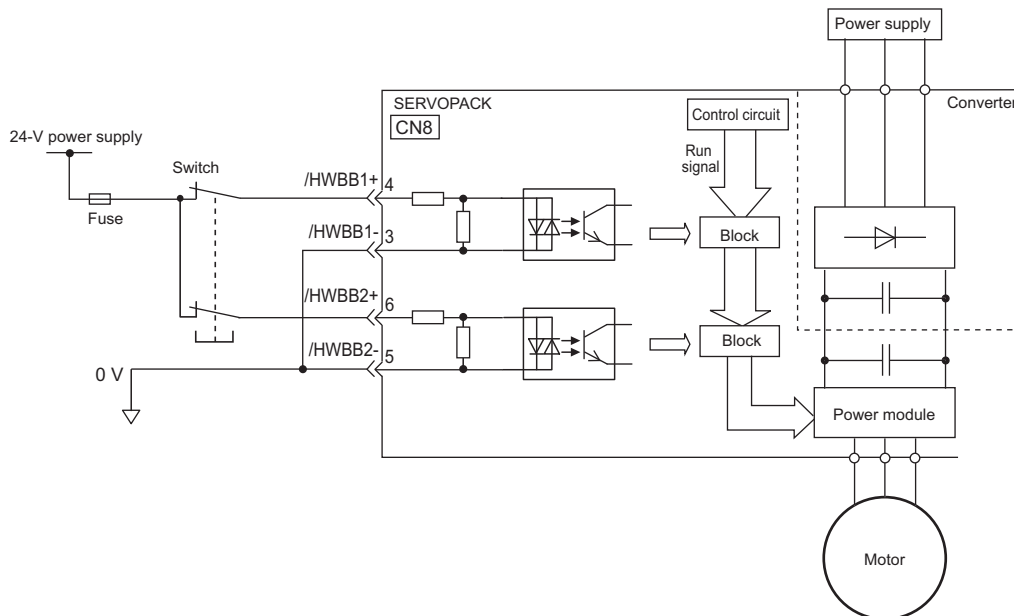 Power supply
SERVOPACK
Converter
CN8
Control circuit
24-V power supply
Run
signal
Switch
/HWBB1+
4
Fuse
/HWBB1-
3
Block
/HWBB2+
6
/HWBB2-
5
Block
0 V
Power module
Motor